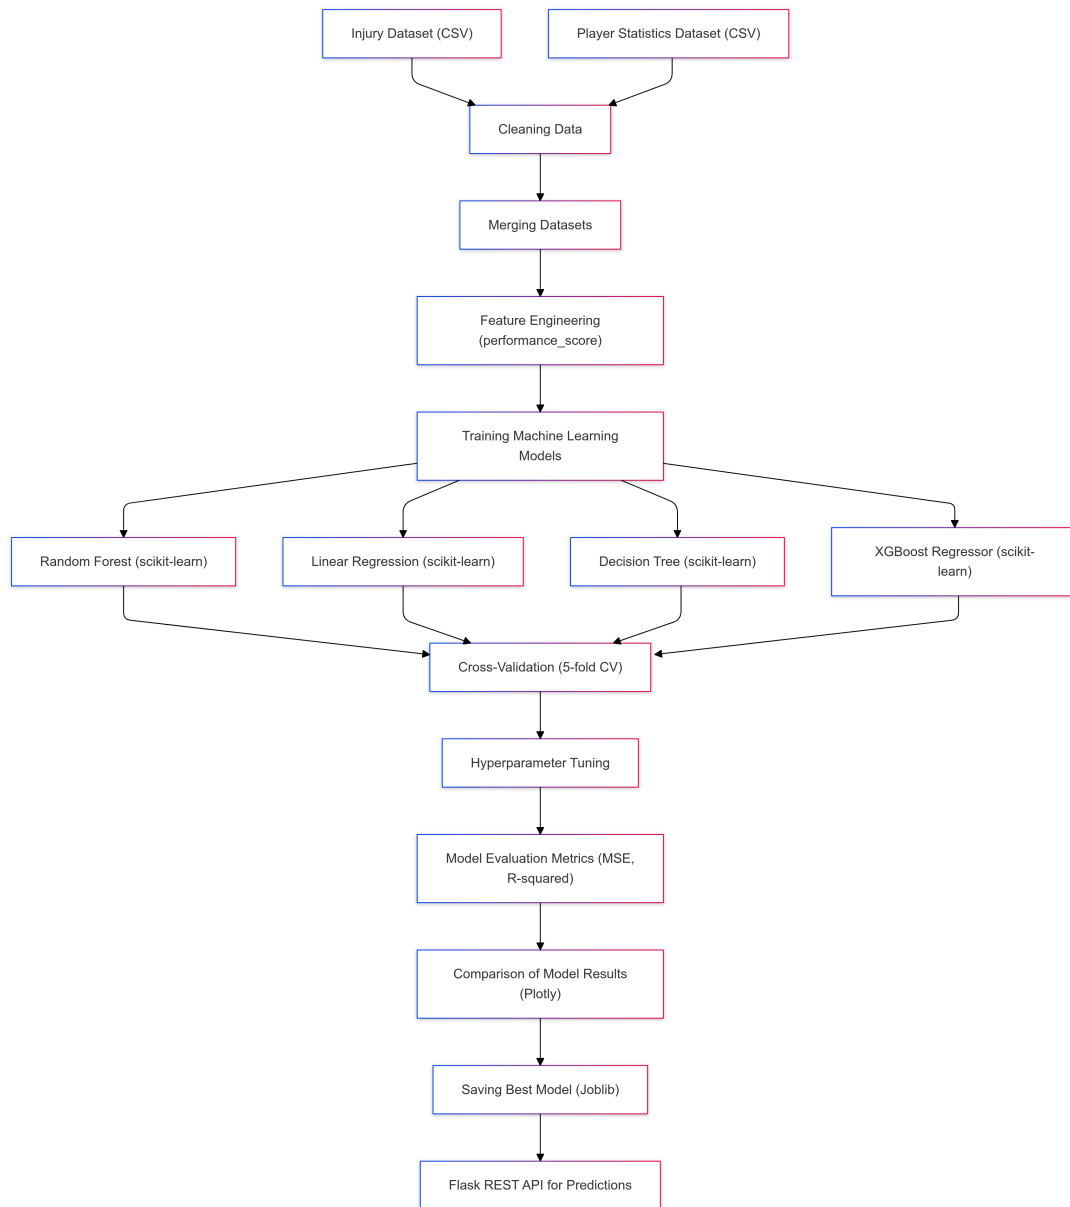 Injury Dataset (CSV)
Player Statistics Dataset (CSV)
Cleaning Data
Merging Datasets
Feature Engineering
(performance_score)
Training Machine Learning
Models
Random Forest (scikit-learn)
Linear Regression (scikit-learn)
Decision Tree (scikit-learn)
XGBoost Regressor (scikit-
learn)
Cross-Validation (5-fold CV)
Hyperparameter Tuning
Model Evaluation Metrics (MSE,
R-squared)
Comparison of Model Results
(Plotly)
Saving Best Model (Joblib)
Flask REST API for Predictions